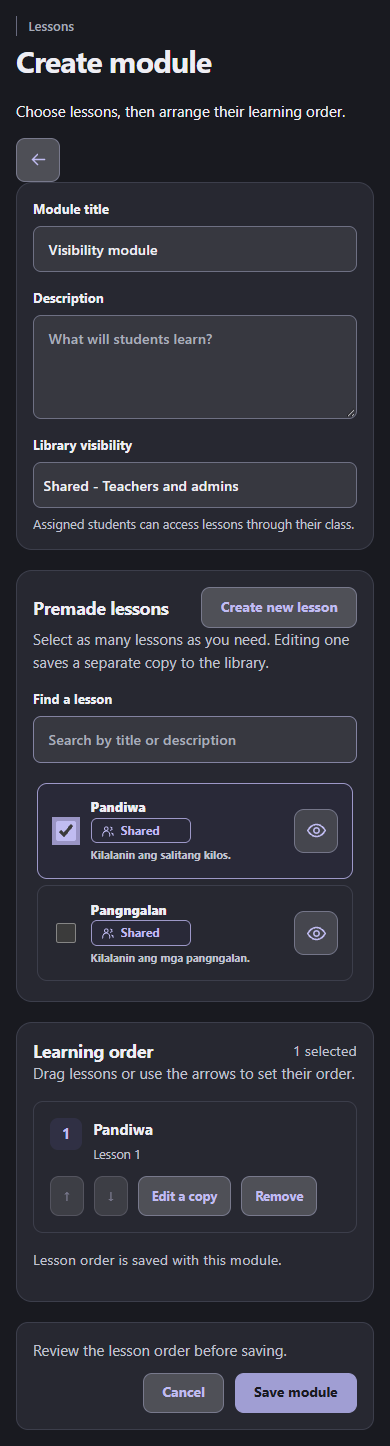 Lessons
Create module
Choose lessons, then arrange their learning order.
←
Module title
Visibility module
Description
What will students learn?
Library visibility
Shared - Teachers and admins
Assigned students can access lessons through their class.
Premade lessons
Create new lesson
Select as many lessons as you need. Editing one
saves a separate copy to the library.
Find a lesson
Search by title or description
Pandiwa
Shared
Kilalanin ang salitang kilos.
Pangngalan
Shared
Kilalanin ang mga pangngalan.
Learning order
1 selected
Drag lessons or use the arrows to set their order.
1
Pandiwa
Lesson 1
↑ ↓ Edit a copy Remove
Lesson order is saved with this module.
Review the lesson order before saving.
Cancel Save module